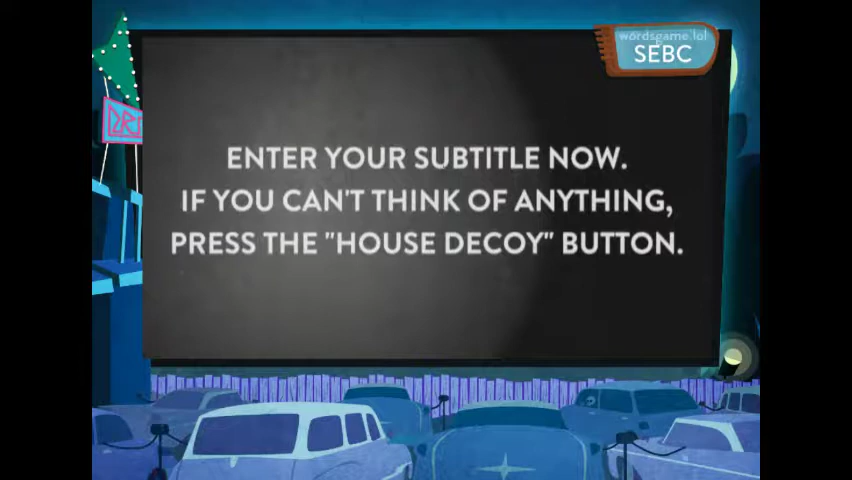 wordsgame.lol
SEBC
ENTER YOUR SUBTITLE NOW.
IF YOU CAN'T THINK OF ANYTHING,
PRESS THE "HOUSE DECOY" BUTTON.